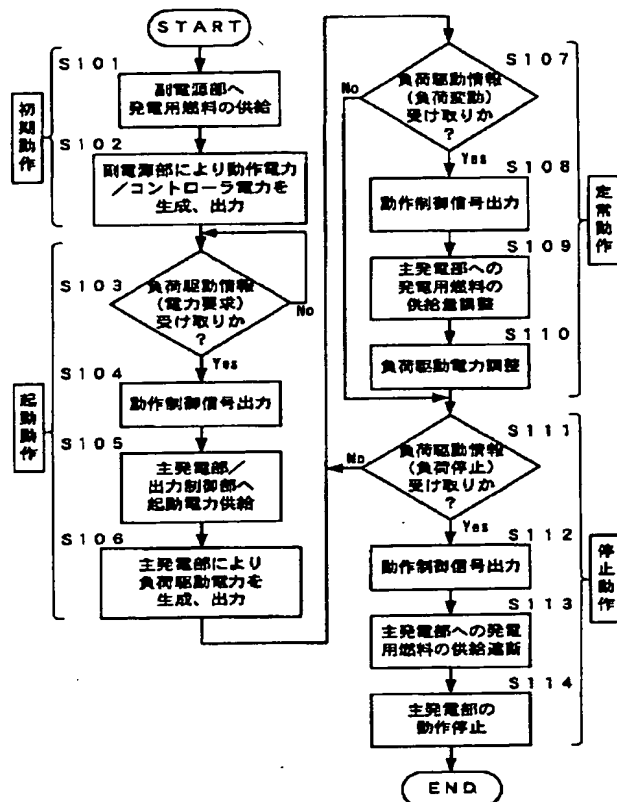 START
S101
副電源部へ
発電用燃料の供給
初期動作
S102
副電源部により動作電力
/コントローラ電力を
生成、出力
S103
負荷駆動情報
(電力要求)
受け取りか
?
No
Yes
S104
動作制御信号出力
起動動作
S105
主発電部/
出力制御部へ
起動電力供給
S106
主発電部により
負荷駆動電力を
生成、出力
S107
負荷駆動情報
(負荷変動)
受け取りか
?
No
Yes
S108
動作制御信号出力
定常動作
S109
主発電部への
発電用燃料の
供給量調整
S110
負荷駆動電力調整
S111
負荷駆動情報
(負荷停止)
受け取りか
?
No
Yes
S112
動作制御信号出力
停止動作
S113
主発電部への発電
用燃料の供給遮断
S114
主発電部の
動作停止
END